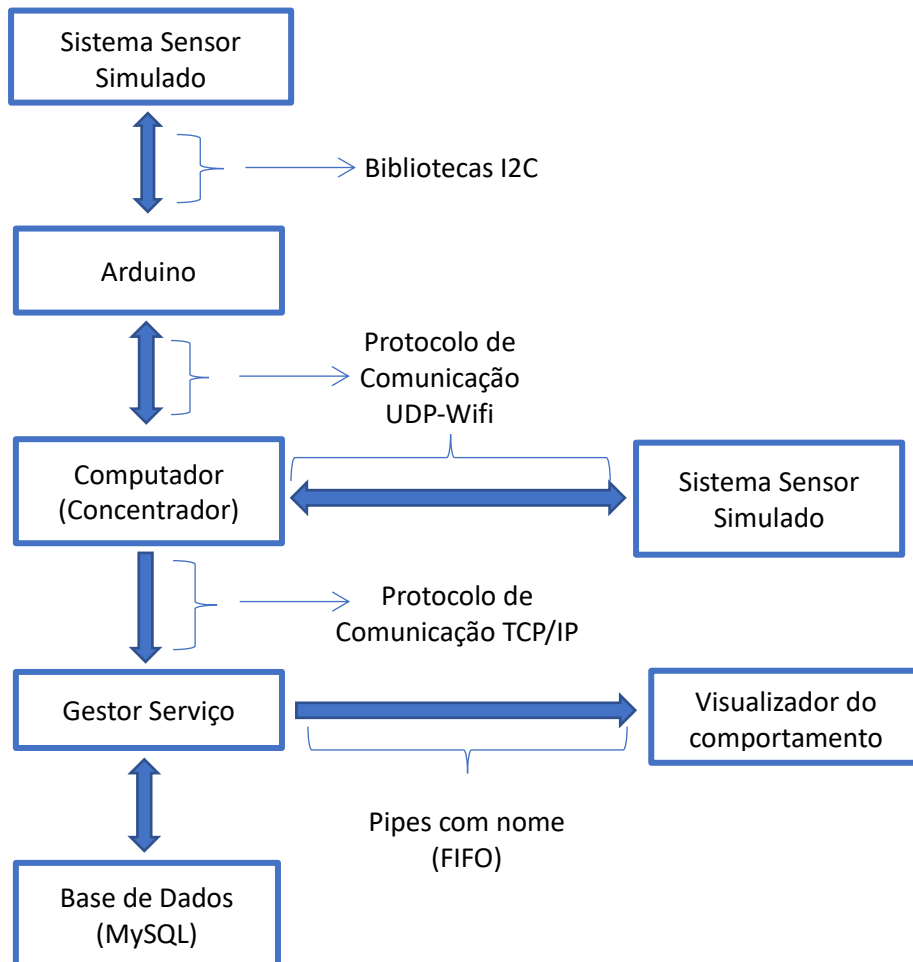 Sistema Sensor
Simulado
Bibliotecas I2C
Arduino
Protocolo de
Comunicação
UDP-Wifi
Computador
(Concentrador)
Sistema Sensor
Simulado
Protocolo de
Comunicação TCP/IP
Gestor Serviço
Visualizador do
comportamento
Pipes com nome
(FIFO)
Base de Dados
(MySQL)